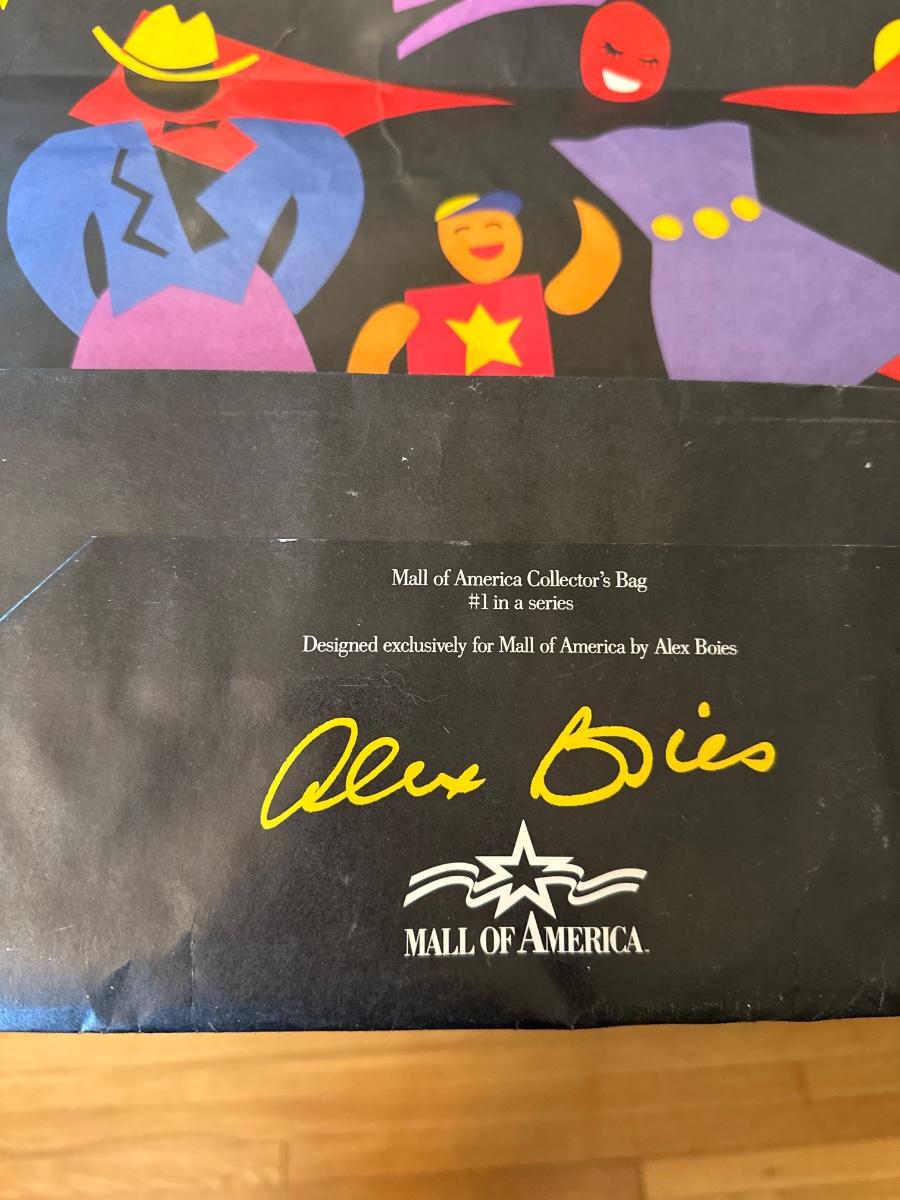 Mall of America Collector's Bag
#1 in a series
Designed exclusively for Mall of America by Alex Boies
Alex Boies
MALL OF AMERICA™